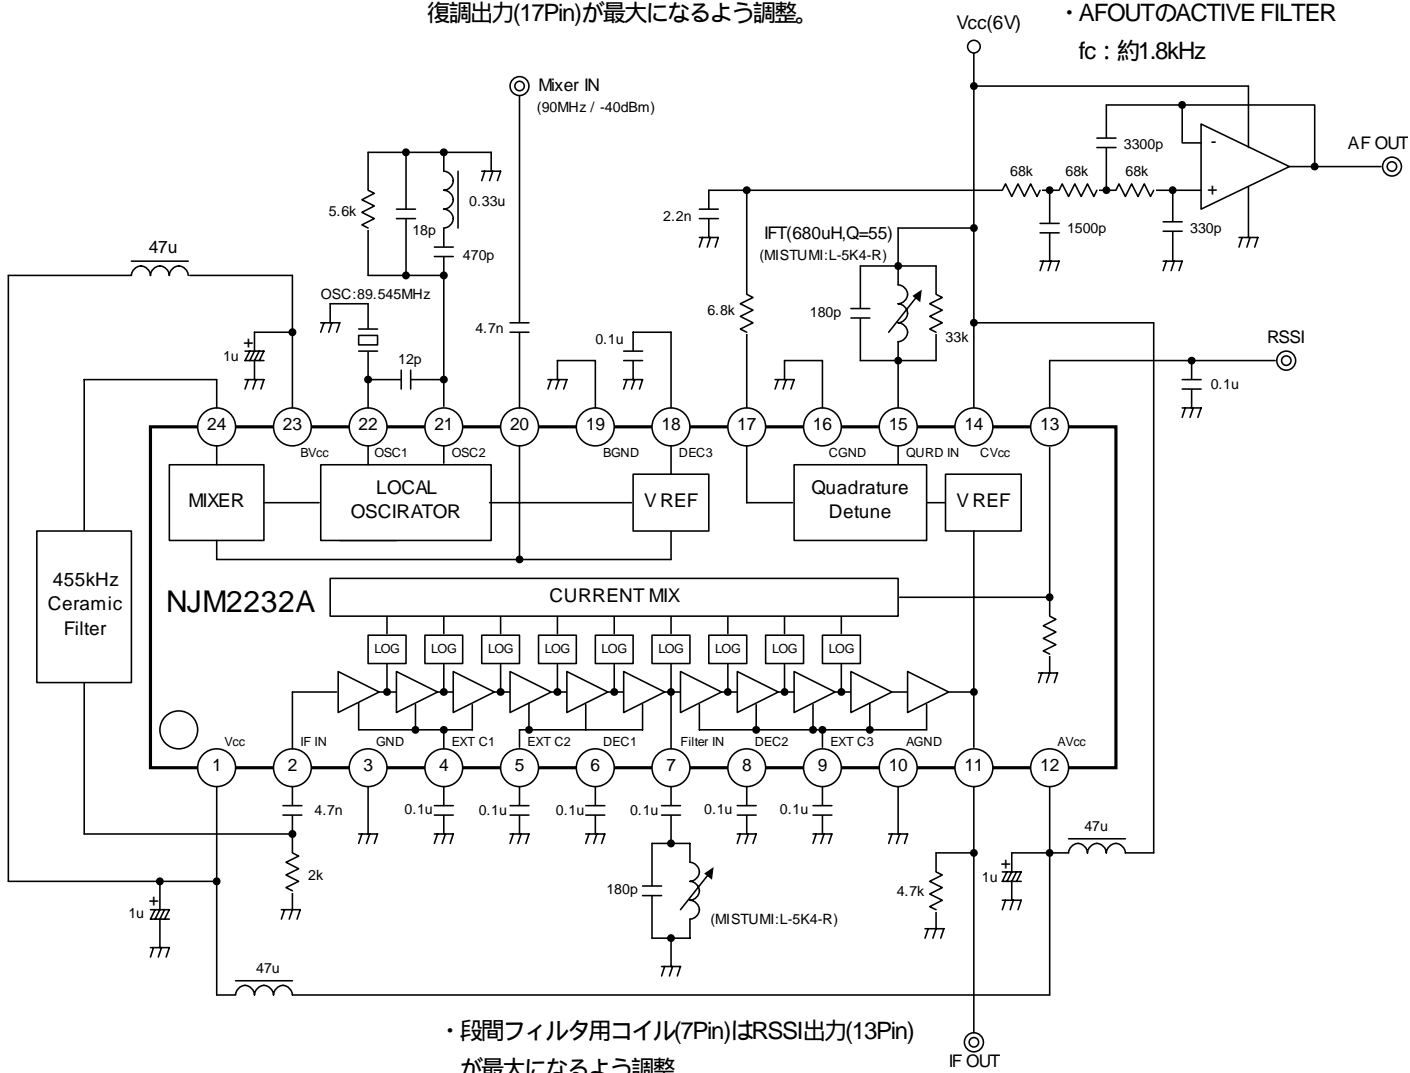 復調出力(17Pin)が最大になるよう調整。
・AFOUTのACTIVE FILTER
fc：約1.8kHz
Vcc(6V)
Mixer IN
(90MHz / -40dBm)
AF OUT
3300p
-
+
68k
68k
68k
1500p
330p
5.6k
18p
0.33u
470p
2.2n
IFT(680uH,Q=55)
(MISTUMI:L-5K4-R)
47u
OSC:89.545MHz
4.7n
0.1u
6.8k
180p
33k
RSSI
+
1u
12p
0.1u
24
23
22
21
20
19
18
17
16
15
14
13
BVcc
OSC1
OSC2
BGND
DEC3
CGND
QURD IN
CVcc
MIXER
LOCAL
OSCIRATOR
V REF
Quadrature
Detune
V REF
455kHz
Ceramic
Filter
NJM2232A
CURRENT MIX
LOG
LOG
LOG
LOG
LOG
LOG
LOG
LOG
LOG
Vcc
IF IN
GND
EXT C1
EXT C2
DEC1
Filter IN
DEC2
EXT C3
AGND
AVcc
1
2
3
4
5
6
7
8
9
10
11
12
4.7n
0.1u
0.1u
0.1u
0.1u
0.1u
0.1u
47u
2k
180p
(MISTUMI:L-5K4-R)
4.7k
+
1u
+
1u
47u
・段間フィルタ用コイル(7Pin)はRSSI出力(13Pin)
が最大になるよう調整
IF OUT